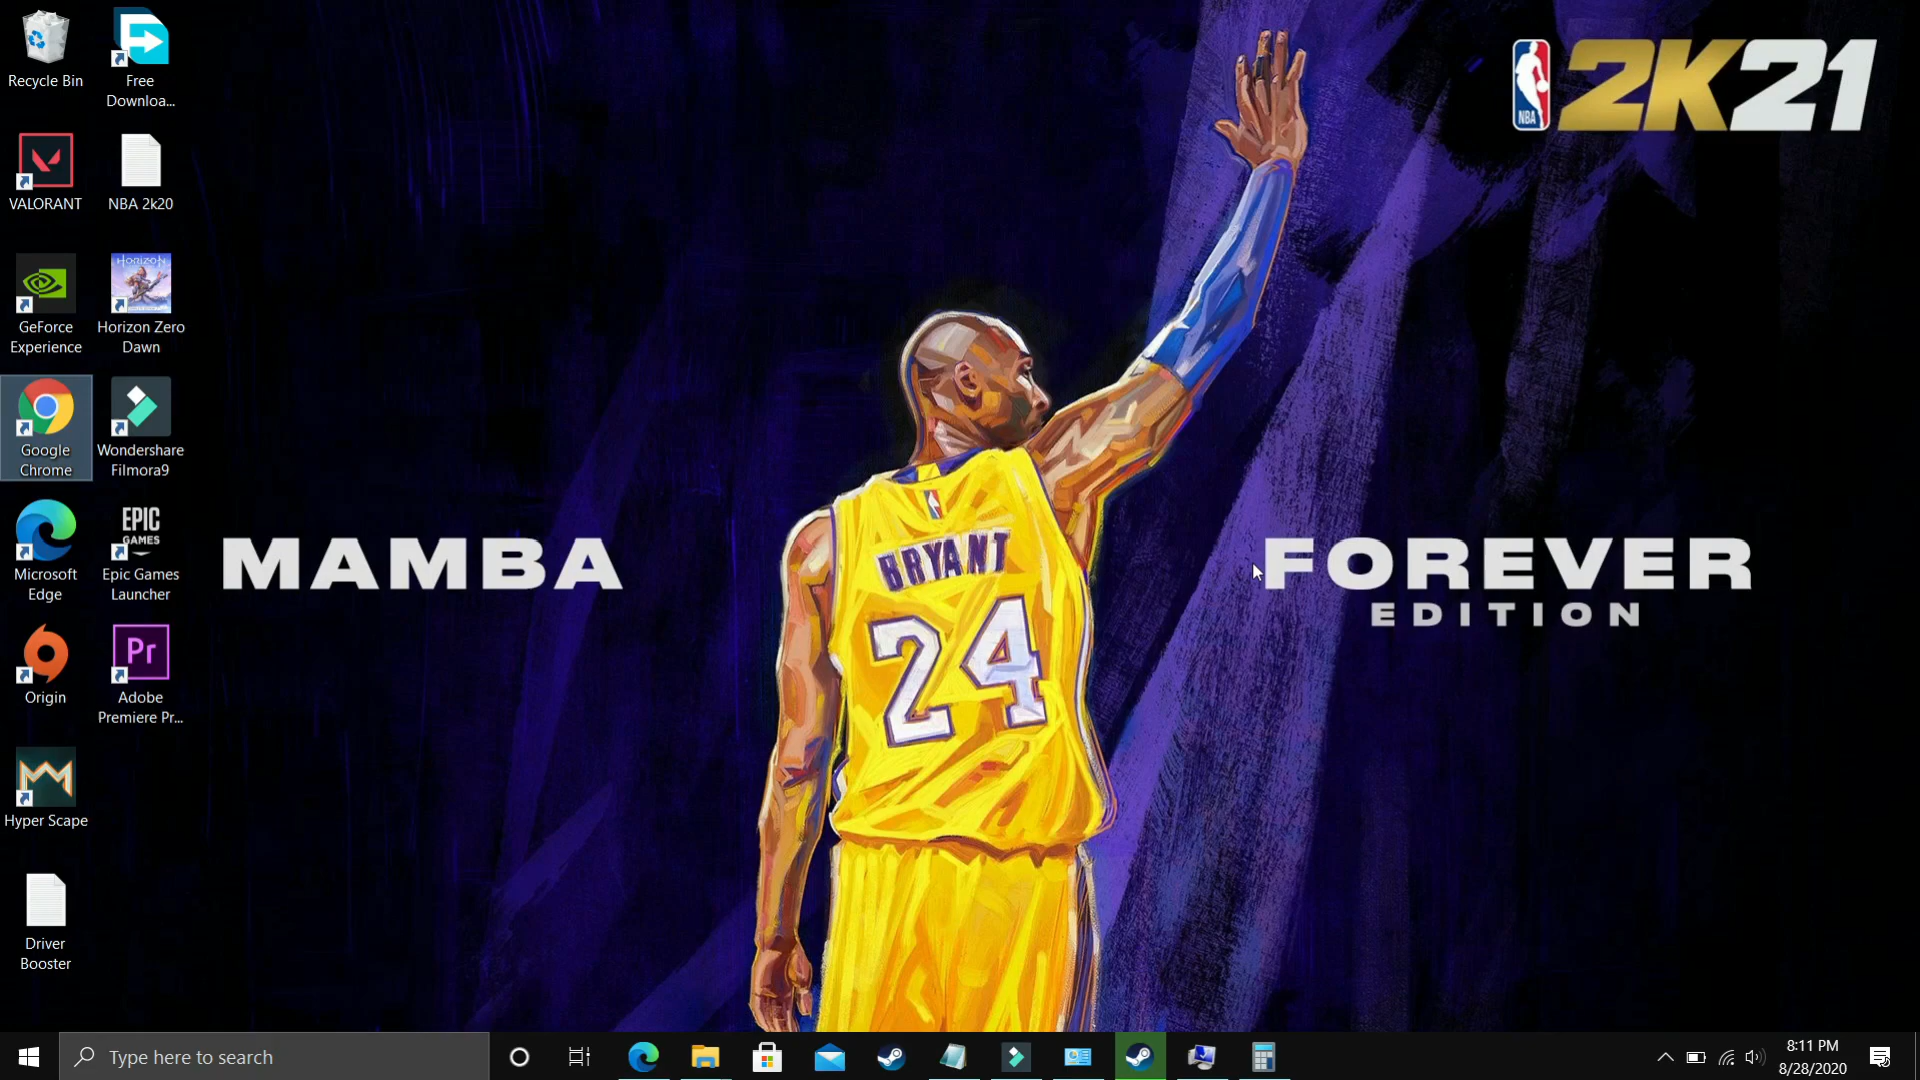 Recycle Bin
Free
Downloa...
VALORANT
NBA 2k20
GeForce
Experience
HORIZON
Horizon Zero
Dawn
Google
Chrome
Wondershare
Filmora9
Microsoft
Edge
EPIC
GAMES
Epic Games
Launcher
Origin
Pr
Adobe
Premiere Pr...
Hyper Scape
Driver
Booster
NBA
2K21
MAMBA
FOREVER
EDITION
BRYANT
24
Type here to search
8:11 PM
8/28/2020